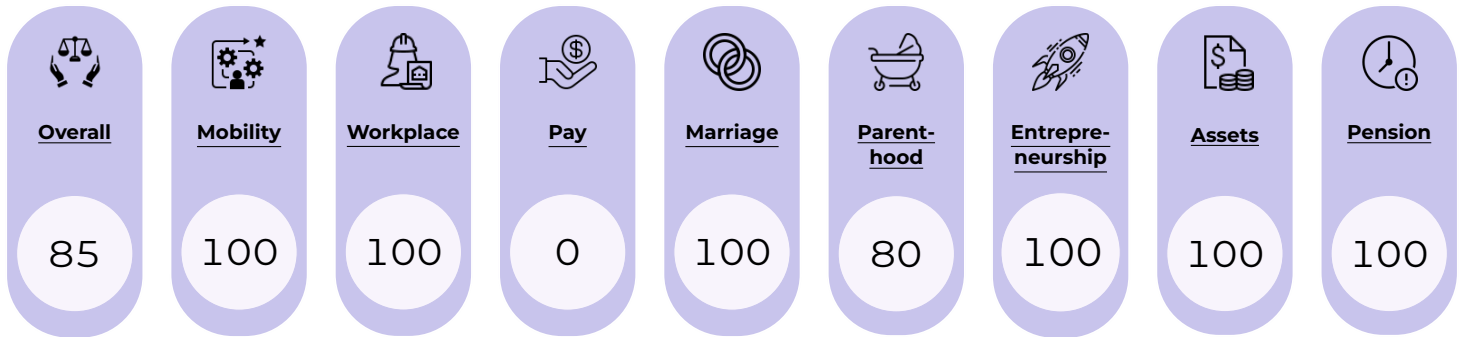 Overall
85
Mobility
100
Workplace
100
Pay
0
Marriage
100
Parent-
hood
80
Entrepre-
neurship
100
Assets
100
Pension
100